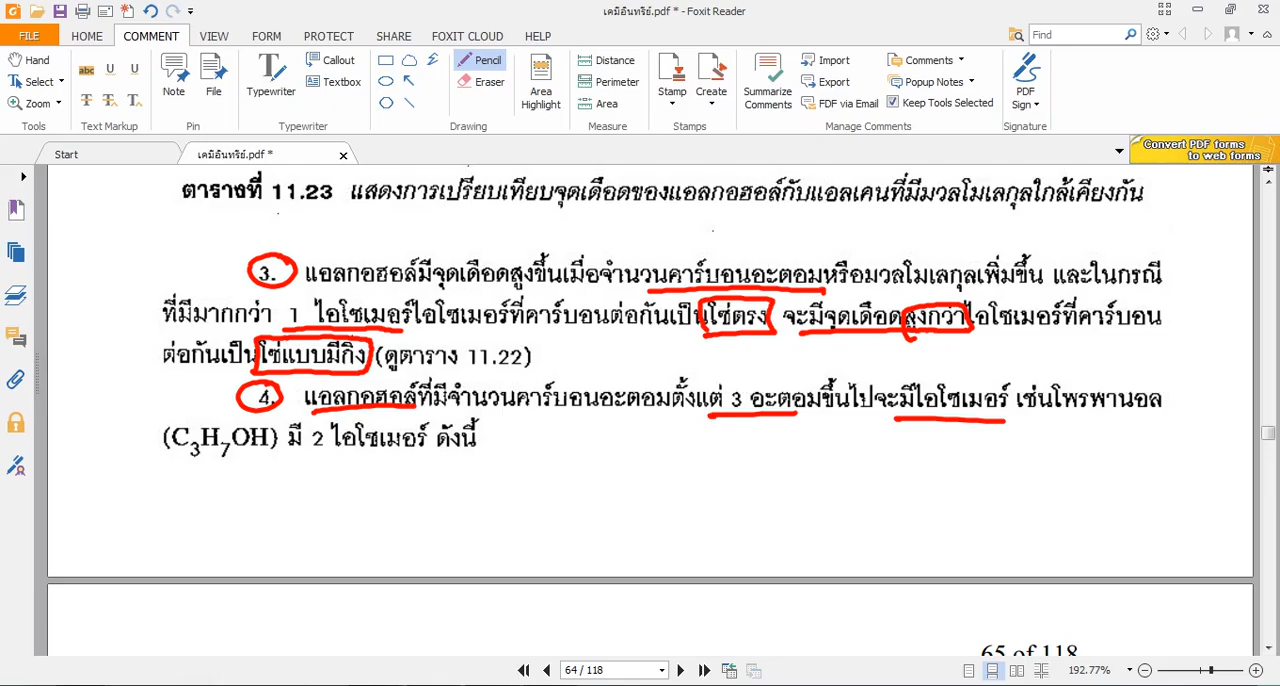 เคมีอินทรีย์.pdf * - Foxit Reader
FILE HOME COMMENT VIEW FORM PROTECT SHARE FOXIT CLOUD HELP Find
Hand
Select
Zoom
Tools
abc U U
T T T
Text Markup
Note
File
Pin
Typewriter
Callout
Textbox
Typewriter
Pencil
Eraser
Drawing
Area Highlight
Distance
Perimeter
Area
Measure
Stamp
Create
Stamps
Summarize Comments
Import
Export
FDF via Email
Comments
Popup Notes
Keep Tools Selected
Manage Comments
PDF Sign
Signature
Start
เคมีอินทรีย์.pdf *
Convert PDF forms
to web forms
ตารางที่ 11.23 แสดงการเปรียบเทียบจุดเดือดของแอลกอฮอล์กับแอลเคนที่มีมวลโมเลกุลใกล้เคียงกัน
3. แอลกอฮอล์มีจุดเดือดสูงขึ้นเมื่อจำนวนคาร์บอนอะตอมหรือมวลโมเลกุลเพิ่มขึ้น และในกรณี
ที่มีมากกว่า 1 ไอโซเมอร์ไอโซเมอร์ที่คาร์บอนต่อกันเป็นโซ่ตรง จะมีจุดเดือดสูงกว่าไอโซเมอร์ที่คาร์บอน
ต่อกันเป็นโซ่แบบมีกิ่ง (ดูตาราง 11.22)
4. แอลกอฮอล์ที่มีจำนวนคาร์บอนอะตอมตั้งแต่ 3 อะตอมขึ้นไปจะมีไอโซเมอร์ เช่นโพรพานอล
(C3H7OH) มี 2 ไอโซเมอร์ ดังนี้
65 of 118
64 / 118
192.77%